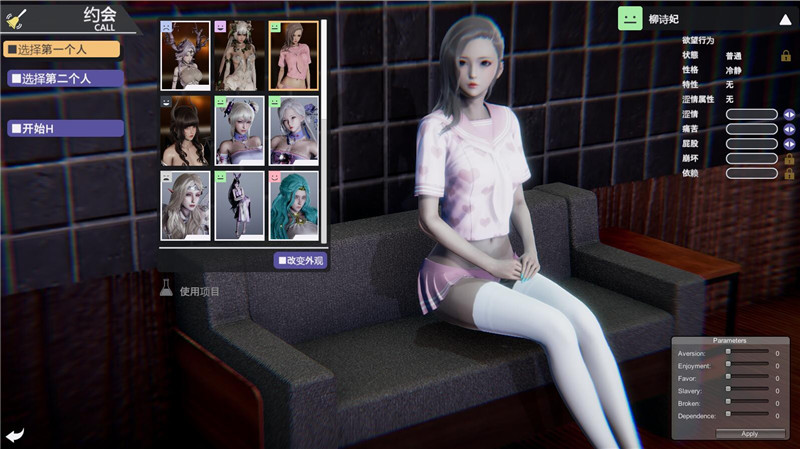 约会
CALL
■选择第一个人
■选择第二个人
■开始H
■改变外观
使用项目
柳诗妃
欲望行为
状態 普通
性格 冷静
特性 无
涩情属性 无
涩情
痛苦
屁股
崩坏
依赖
Parameters
Aversion: 0
Enjoyment: 0
Favor: 0
Slavery: 0
Broken: 0
Dependence: 0
Apply